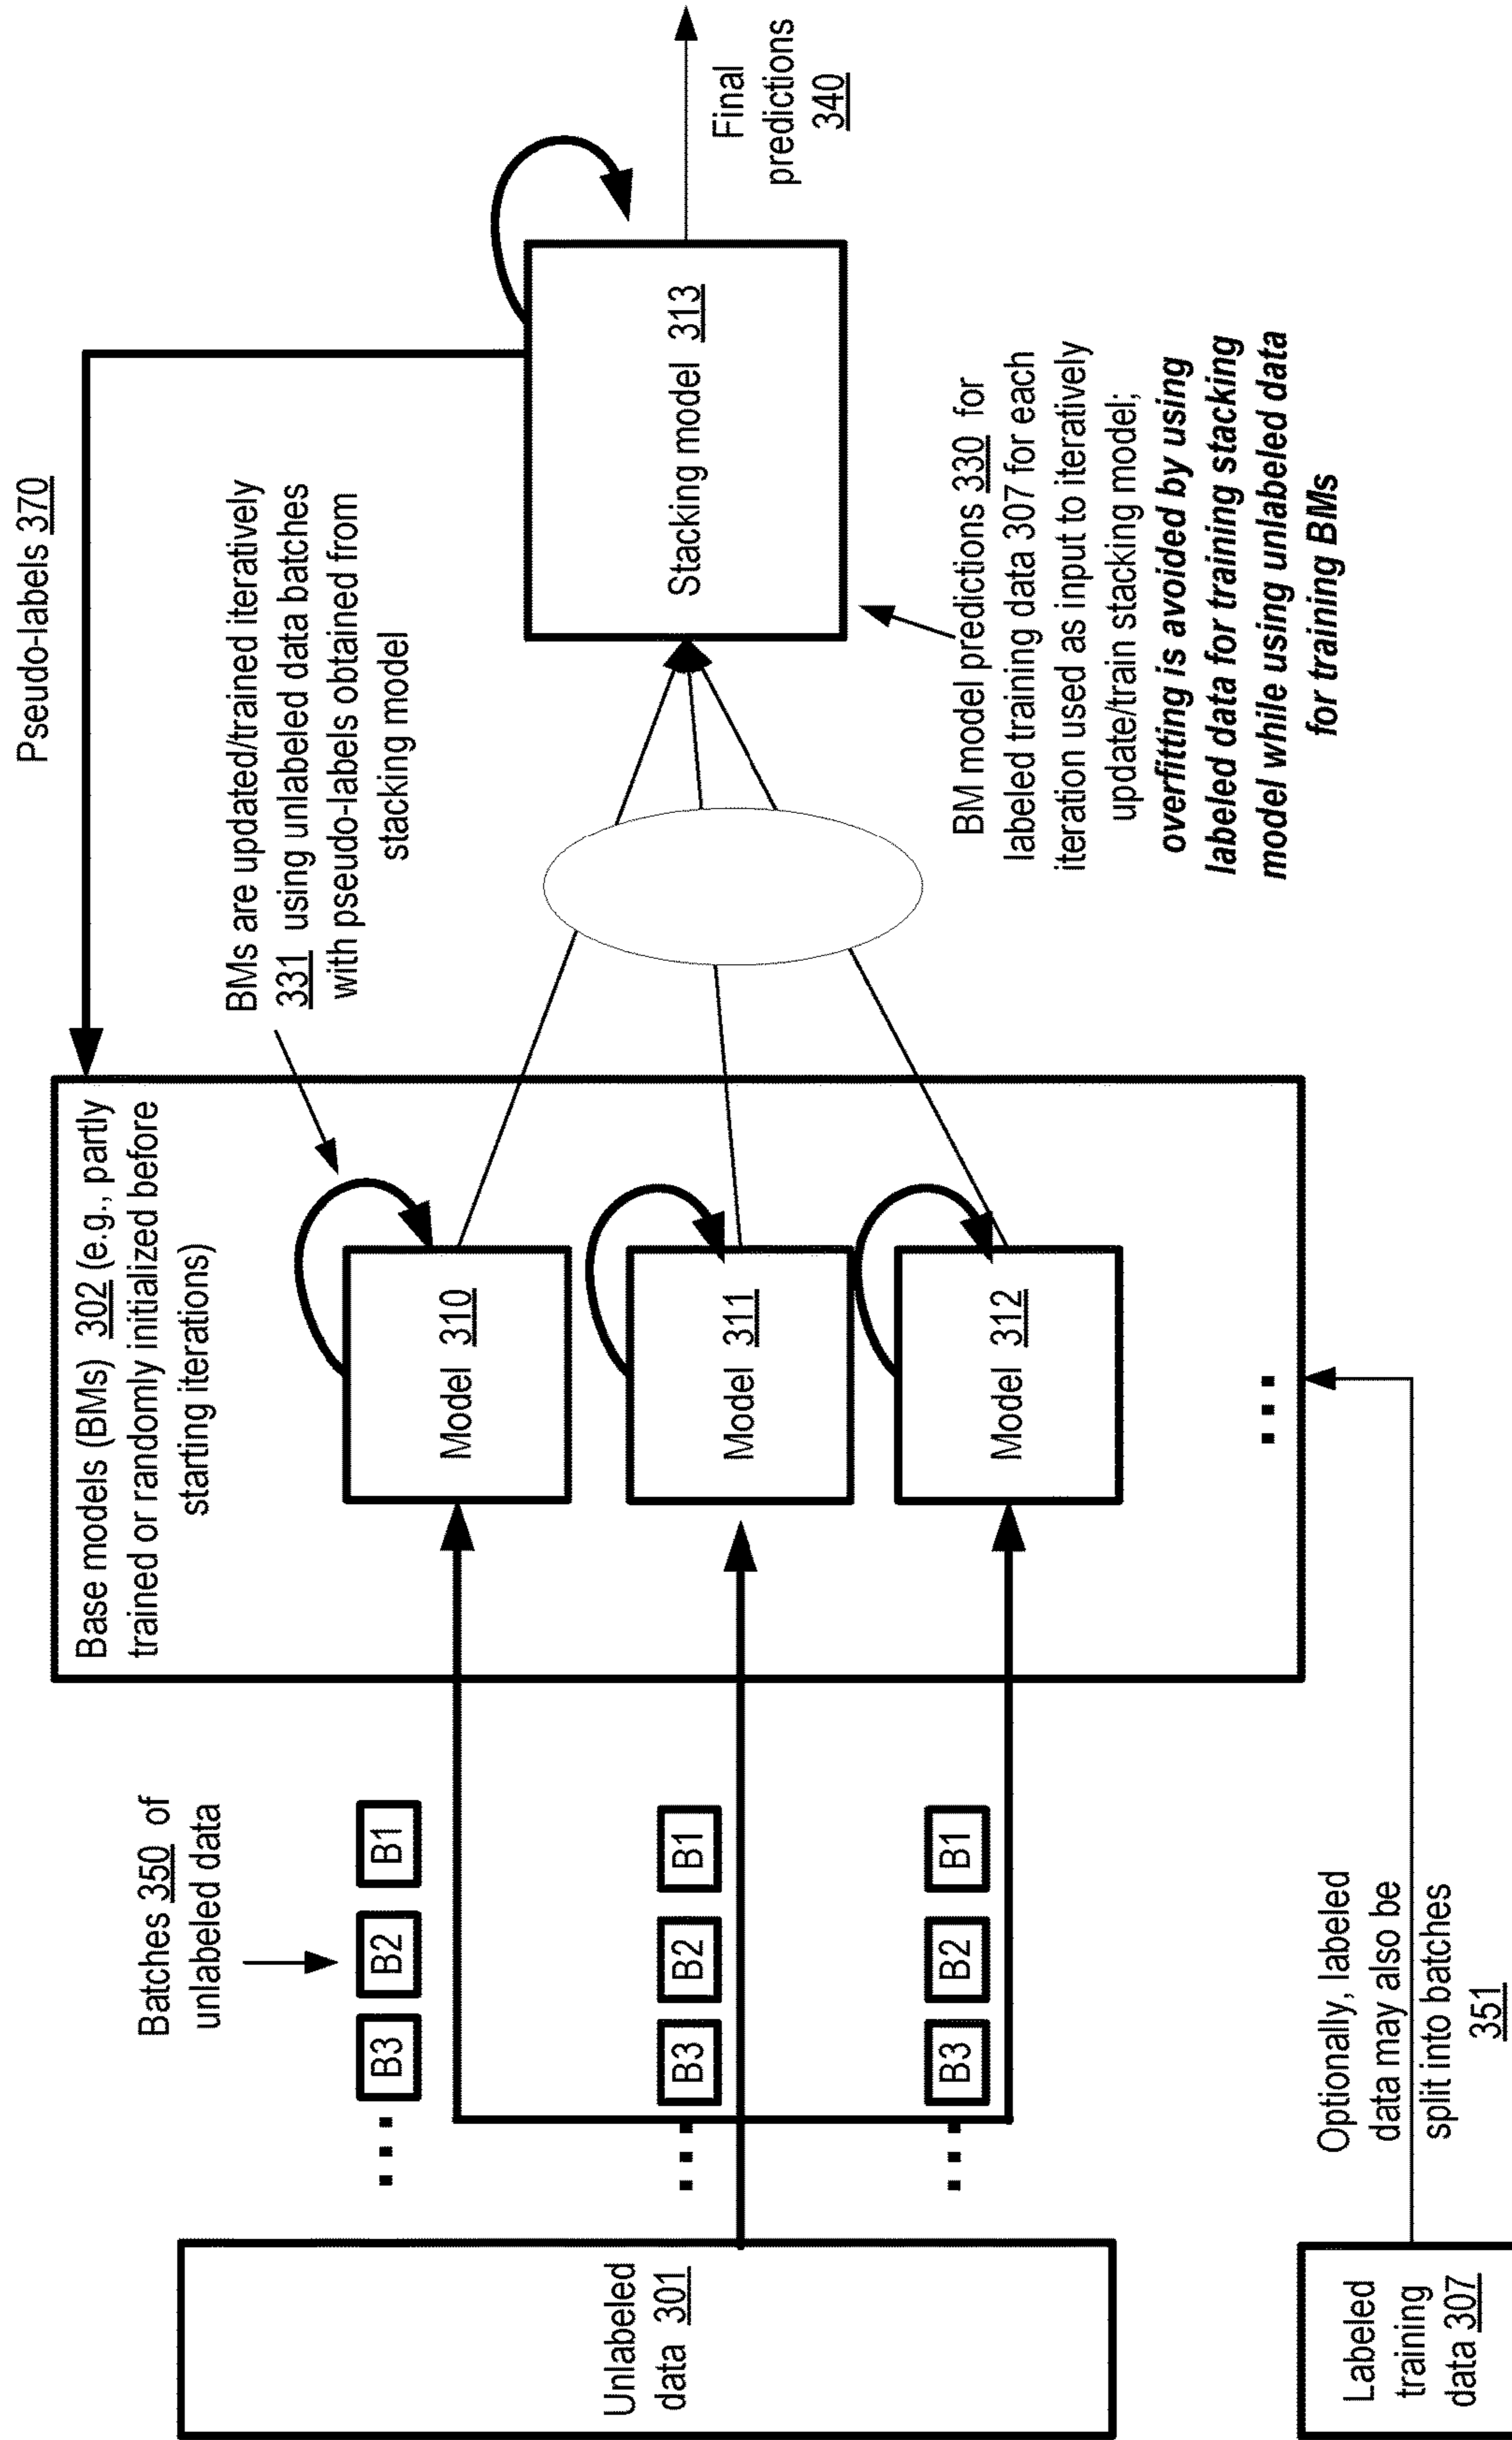 Unlabeled
data 301
Labeled
training
data 307
Batches 350 of
unlabeled data
B3
B2
B1
B3
B2
B1
B3
B2
B1
Optionally, labeled
data may also be
split into batches
351
Base models (BMs) 302 (e.g., partly
trained or randomly initialized before
starting iterations)
Model 310
Model 311
Model 312
Pseudo-labels 370
BMs are updated/trained iteratively
331 using unlabeled data batches
with pseudo-labels obtained from
stacking model
Stacking model 313
BM model predictions 330 for
labeled training data 307 for each
iteration used as input to iteratively
update/train stacking model;
overfitting is avoided by using
labeled data for training stacking
model while using unlabeled data
for training BMs
Final
predictions
340